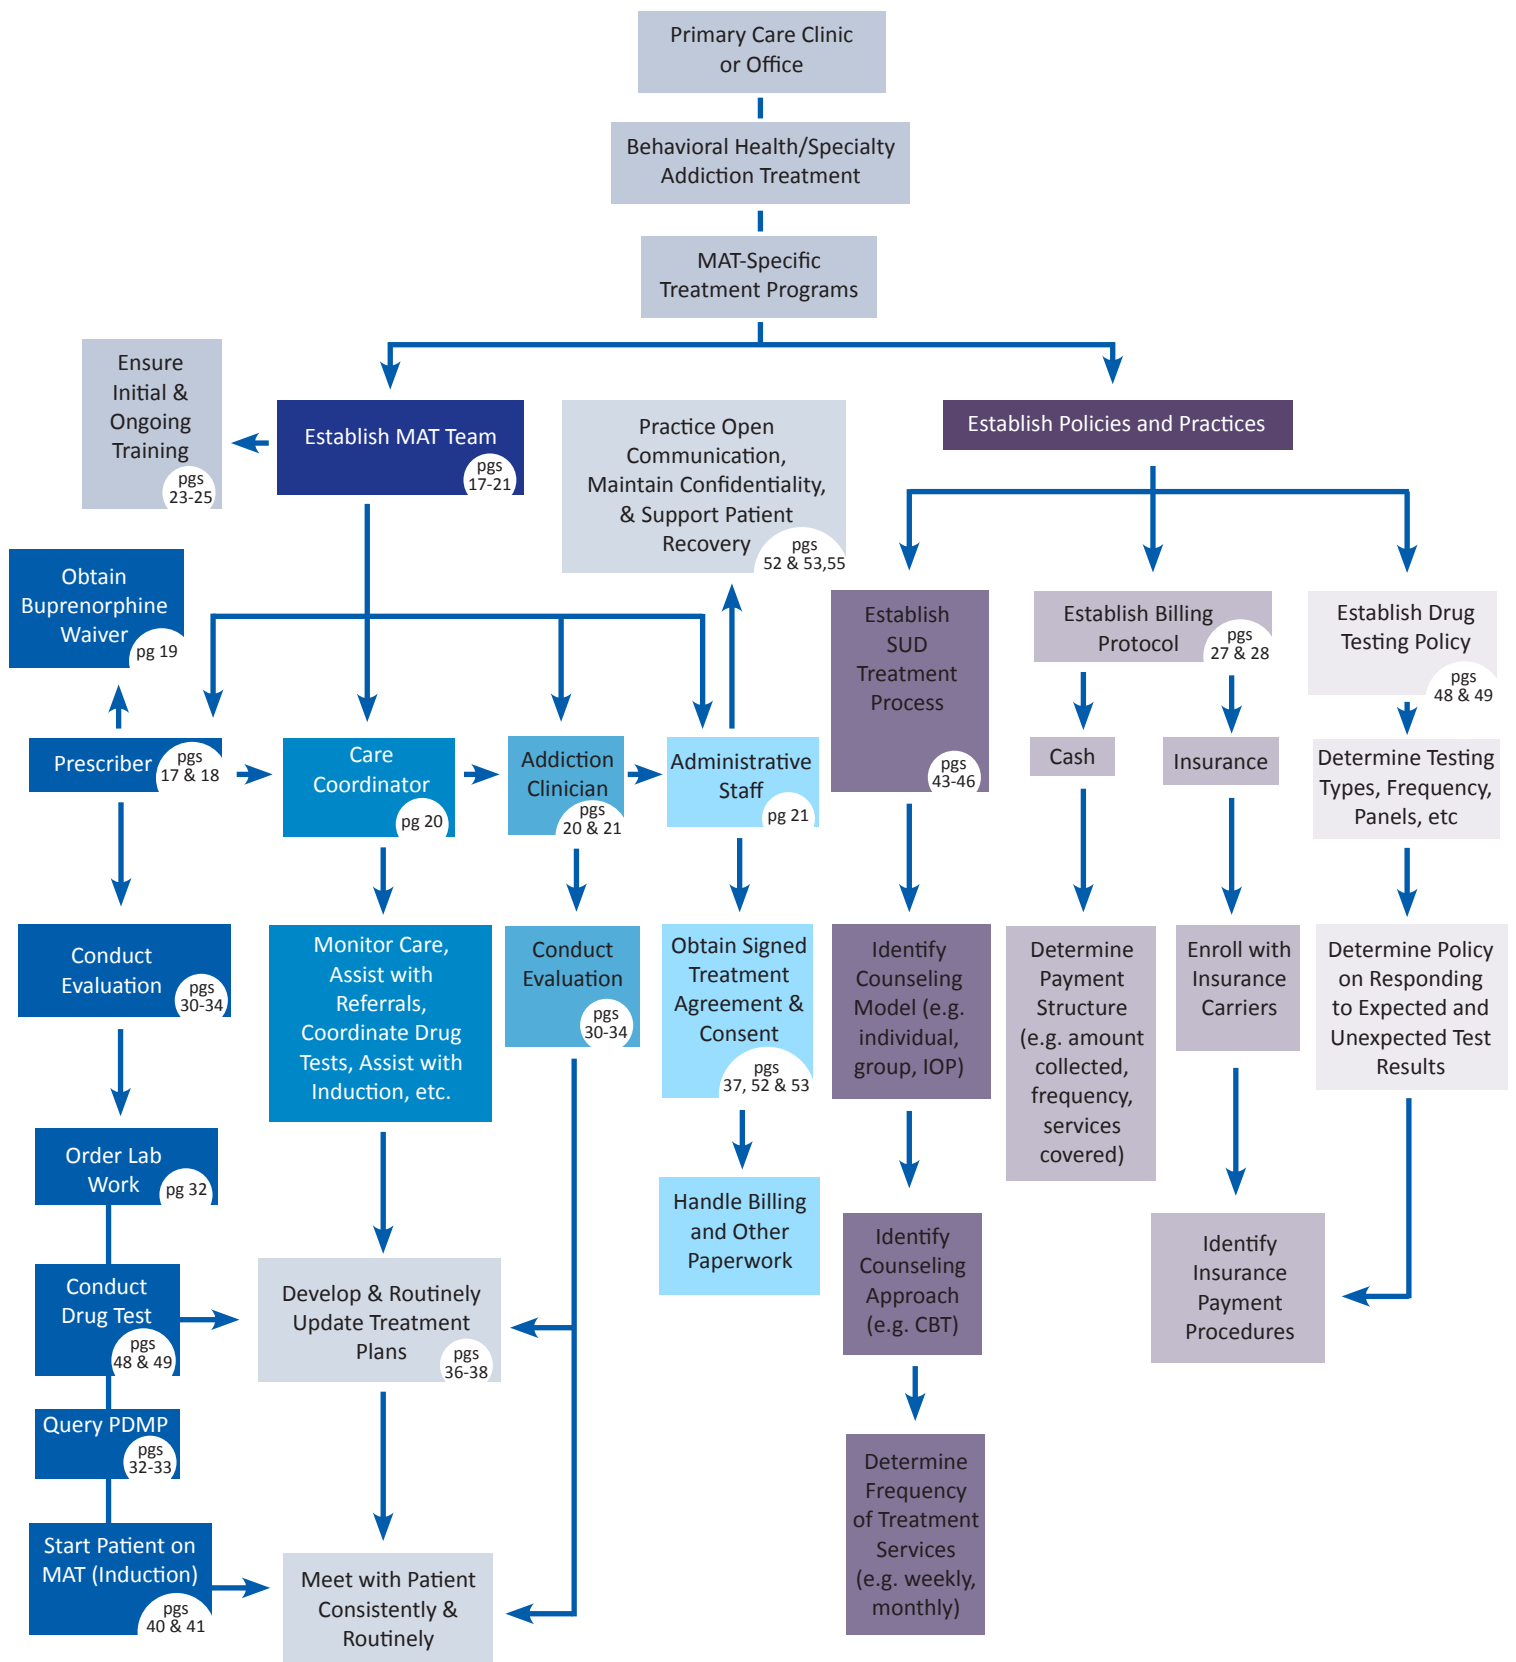 Primary Care Clinic
or Office
Behavioral Health/Specialty
Addiction Treatment
MAT-Specific
Treatment Programs
Ensure
Initial &
Ongoing
Training
pgs
23-25
Establish MAT Team
pgs
17-21
Practice Open
Communication,
Maintain Confidentiality,
& Support Patient
Recovery
pgs
52 & 53,55
Establish Policies and Practices
Obtain
Buprenorphine
Waiver
pg 19
Establish
SUD
Treatment
Process
pgs
43-46
Establish Billing
Protocol
pgs
27 & 28
Establish Drug
Testing Policy
pgs
48 & 49
Prescriber
pgs
17 & 18
Care
Coordinator
pg 20
Addiction
Clinician
pgs
20 & 21
Administrative
Staff
pg 21
Cash
Insurance
Determine Testing
Types, Frequency,
Panels, etc
Conduct
Evaluation
pgs
30-34
Monitor Care,
Assist with
Referrals,
Coordinate Drug
Tests, Assist with
Induction, etc.
Conduct
Evaluation
pgs
30-34
Obtain Signed
Treatment
Agreement &
Consent
pgs
37, 52 & 53
Identify
Counseling
Model (e.g.
individual,
group, IOP)
Determine
Payment
Structure
(e.g. amount
collected,
frequency,
services
covered)
Enroll with
Insurance
Carriers
Determine Policy
on Responding
to Expected and
Unexpected Test
Results
Order Lab
Work
pg 32
Handle Billing
and Other
Paperwork
Identify
Counseling
Approach
(e.g. CBT)
Identify
Insurance
Payment
Procedures
Conduct
Drug Test
pgs
48 & 49
Develop & Routinely
Update Treatment
Plans
pgs
36-38
Query PDMP
pgs
32-33
Determine
Frequency
of Treatment
Services
(e.g. weekly,
monthly)
Start Patient on
MAT (Induction)
pgs
40 & 41
Meet with Patient
Consistently &
Routinely